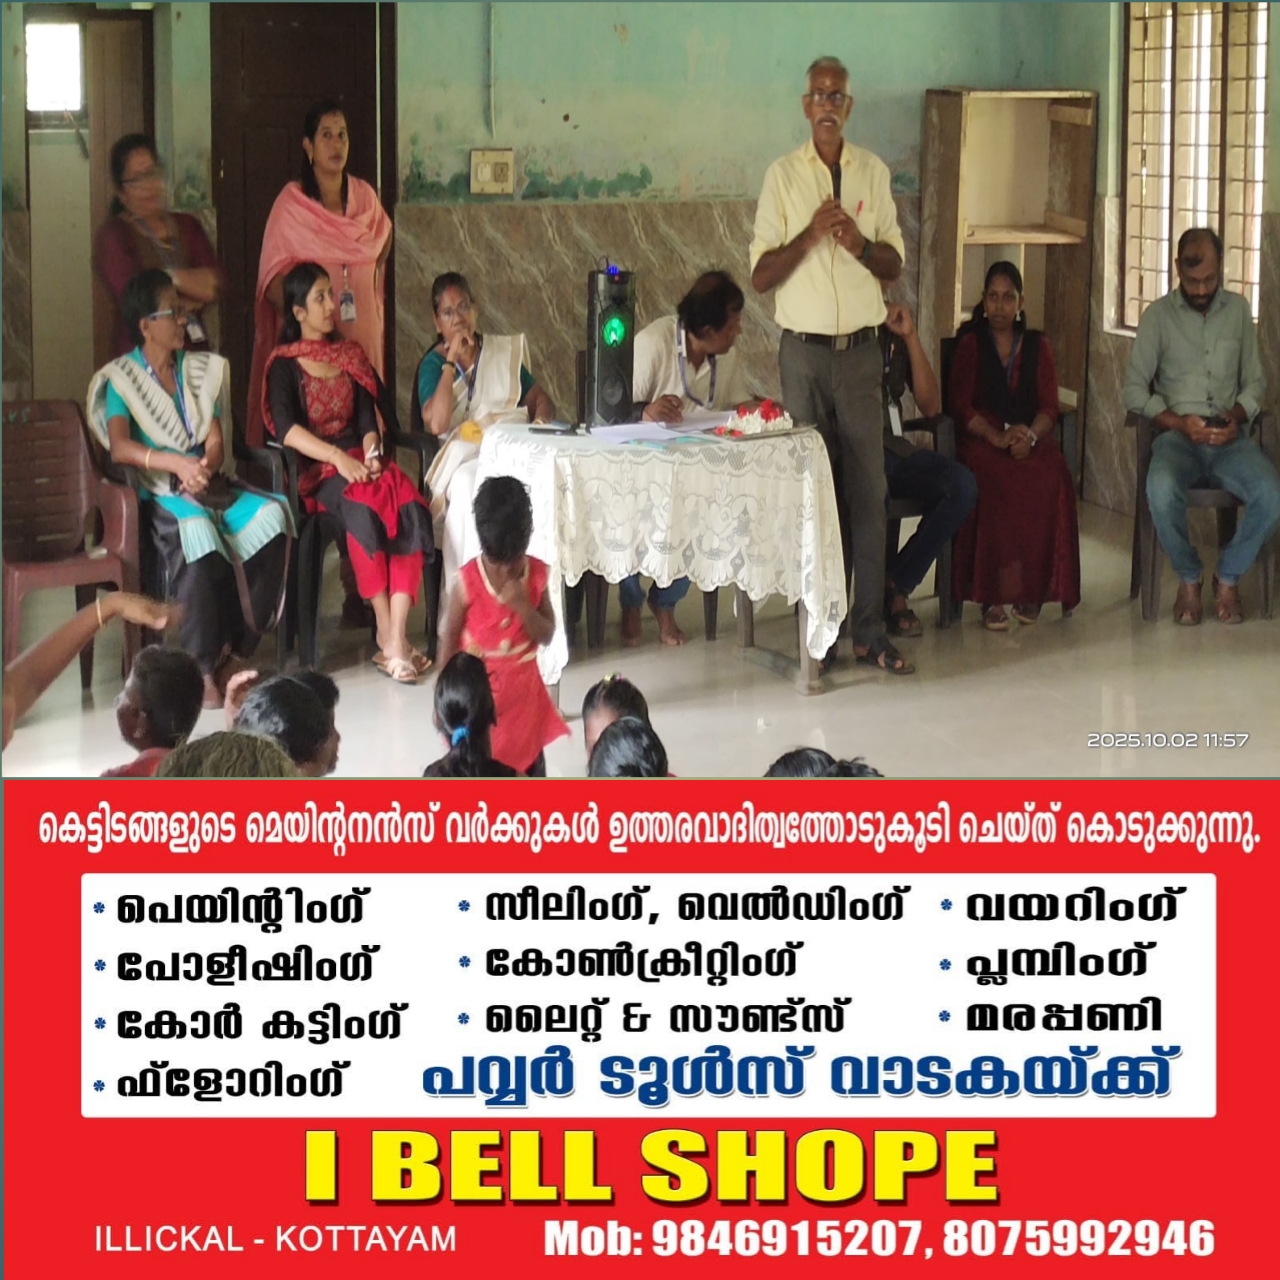 2025.10.02 11:57
കെട്ടിടങ്ങളുടെ മെയിന്റനൻസ് വർക്കുകൾ ഉത്തരവാദിത്വത്തോടുകൂടി ചെയ്ത് കൊടുക്കുന്നു.
* പെയിന്റിംഗ് * സീലിംഗ്, വെൽഡിംഗ് * വയറിംഗ്
* പോളീഷിംഗ് * കോൺക്രീറ്റിംഗ് * പ്ലമ്പിംഗ്
* കോർ കട്ടിംഗ് * ലൈറ്റ് & സൗണ്ട്സ് * മരപ്പണി
* ഫ്ളോറിംഗ് പവ്വർ ടൂൾസ് വാടകയ്ക്ക്
I BELL SHOPE
ILLICKAL - KOTTAYAM Mob: 9846915207, 8075992946